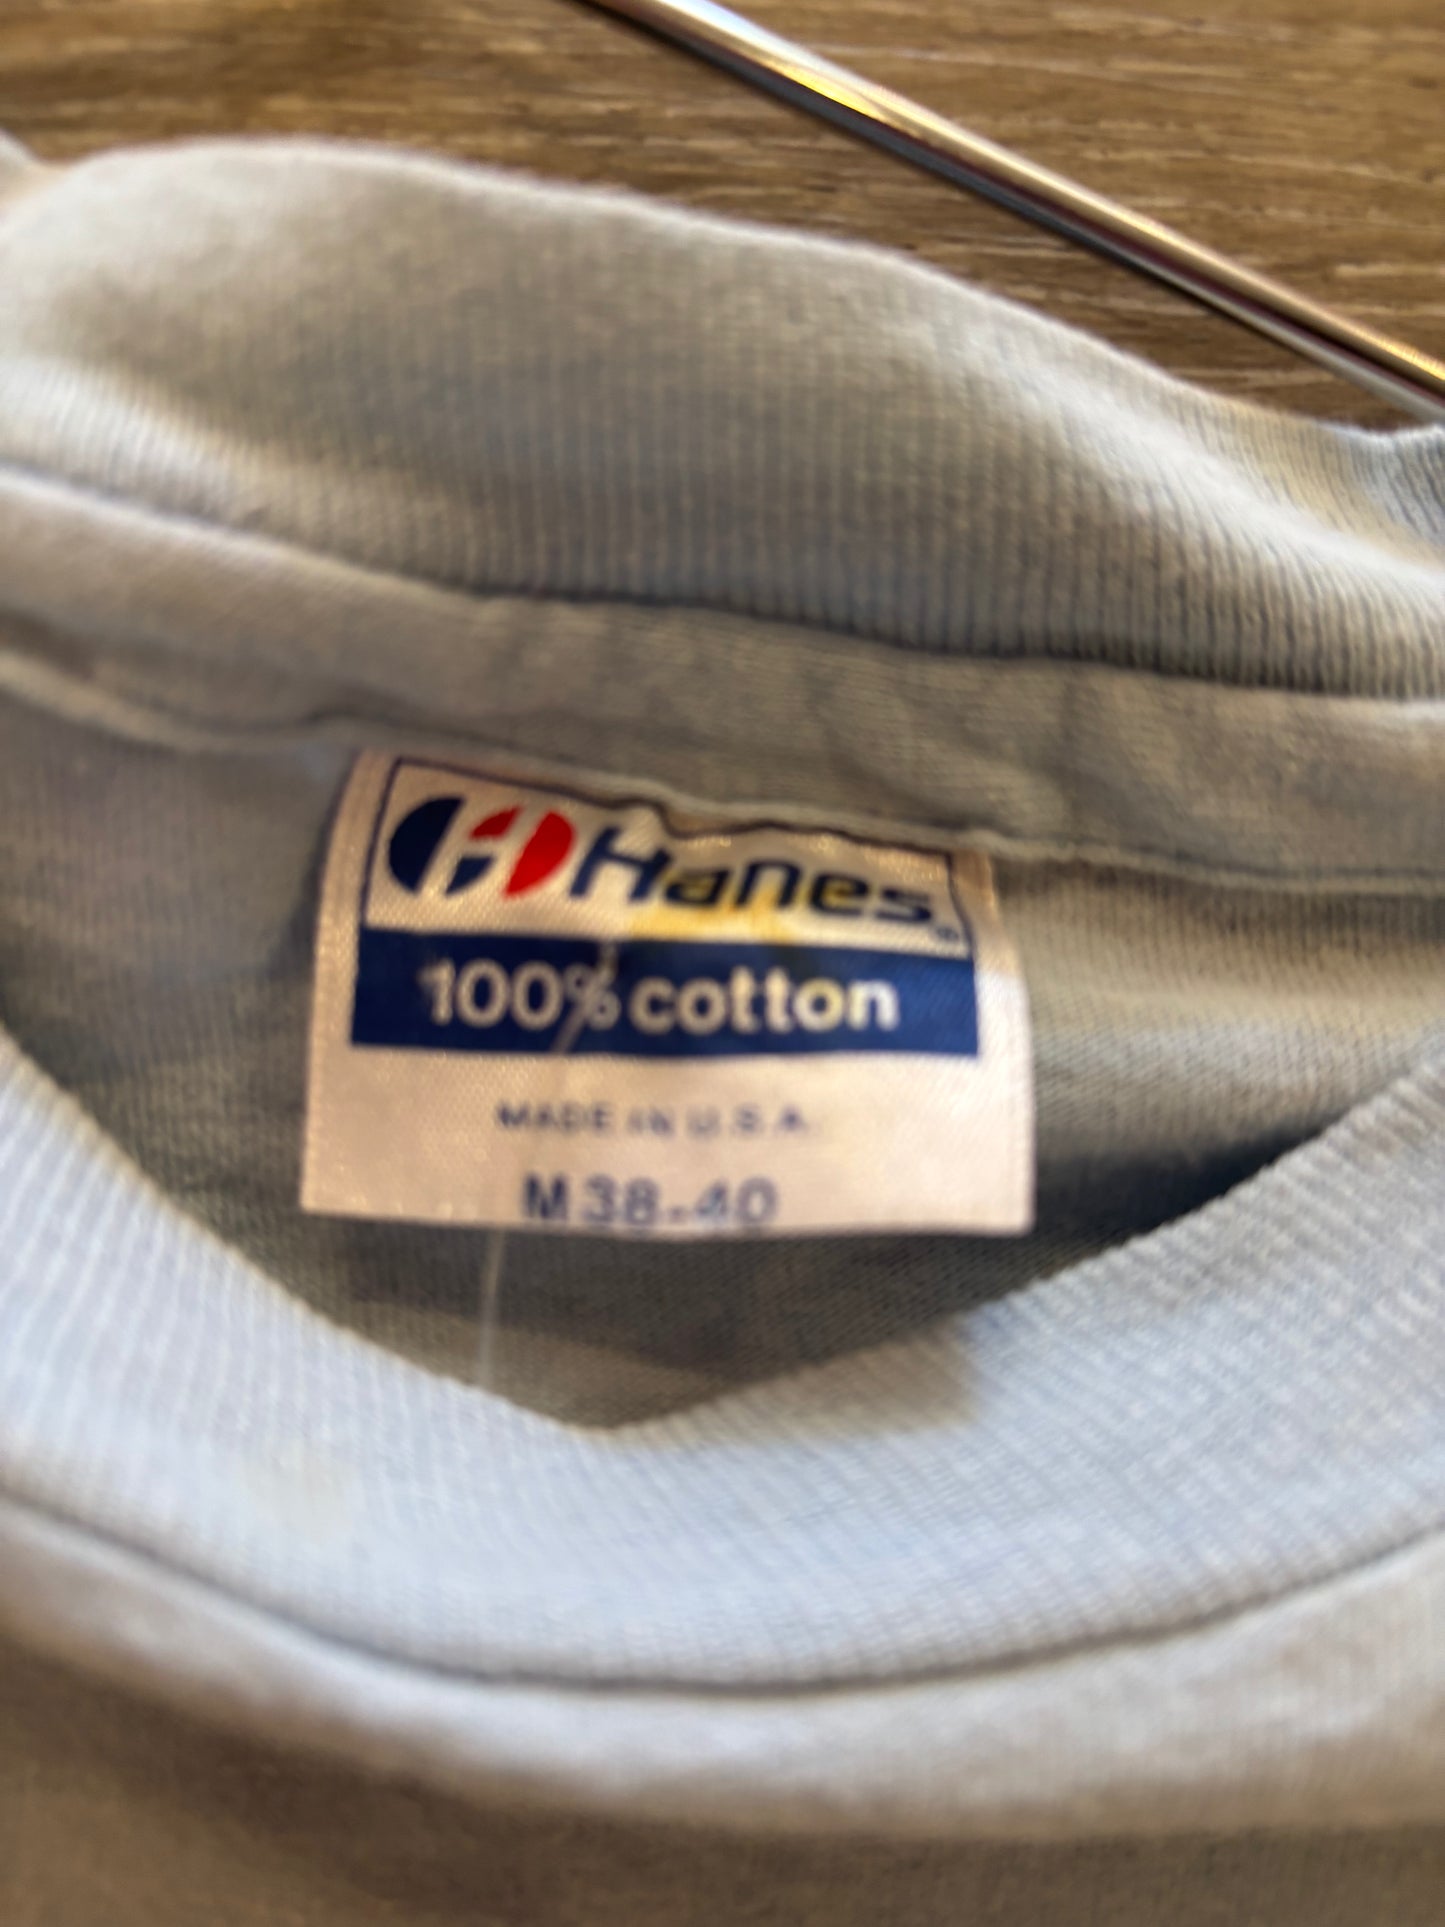 Hanes
100% cotton
MADE IN U.S.A.
M 38-40